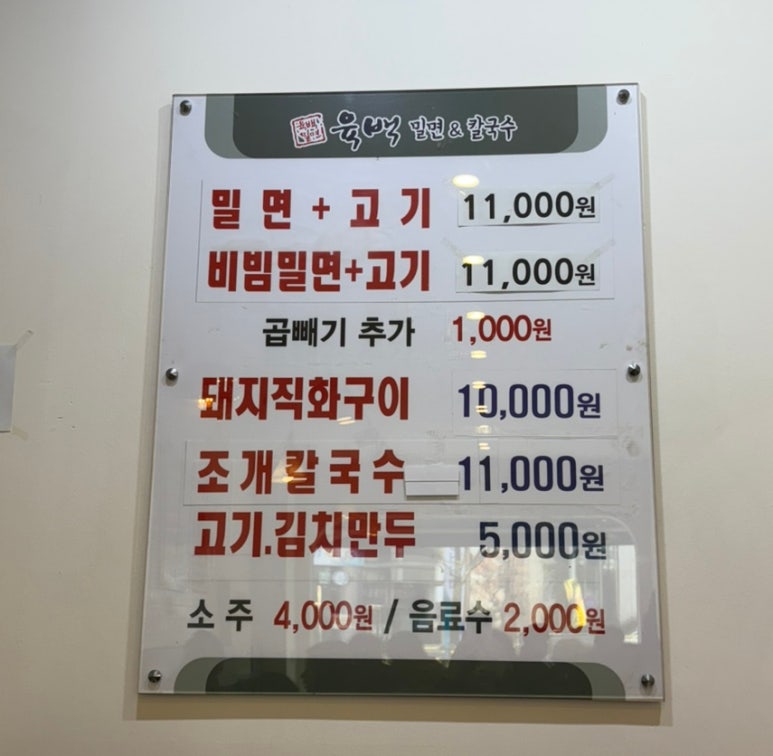 육백 밀면 & 칼국수
밀면 + 고기 11,000원
비빔밀면+고기 11,000원
곱빼기 추가 1,000원
돼지직화구이 10,000원
조개칼국수 11,000원
고기.김치만두 5,000원
소주 4,000원 / 음료수 2,000원